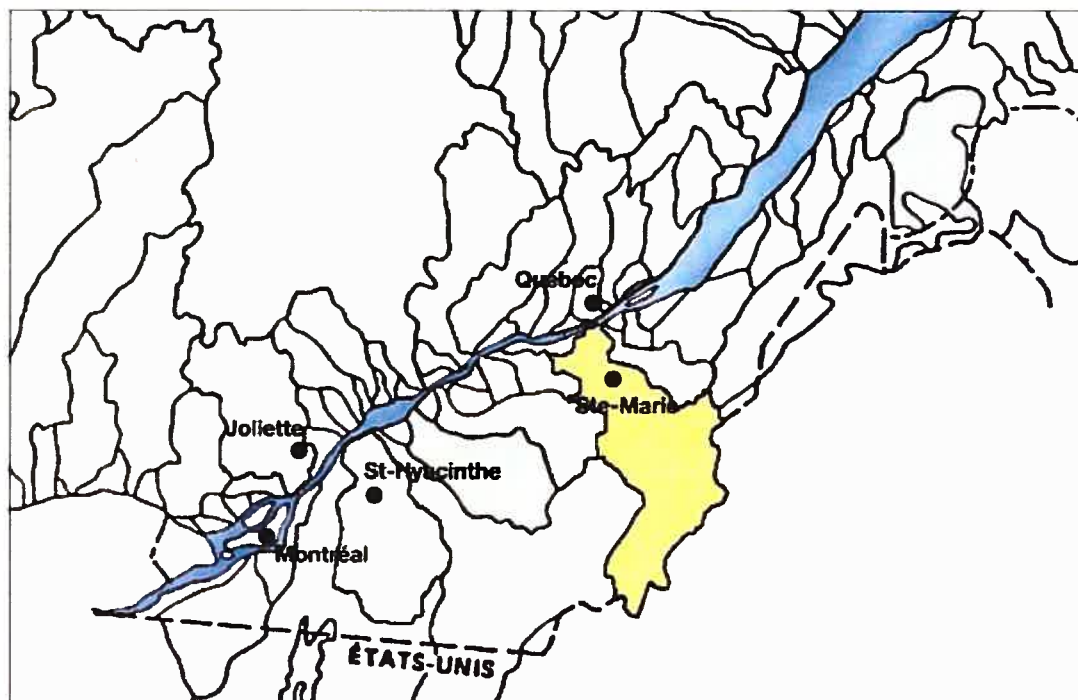 Québec
Ste-Marie
Joliette
St-Hyacinthe
Montréal
ÉTATS-UNIS